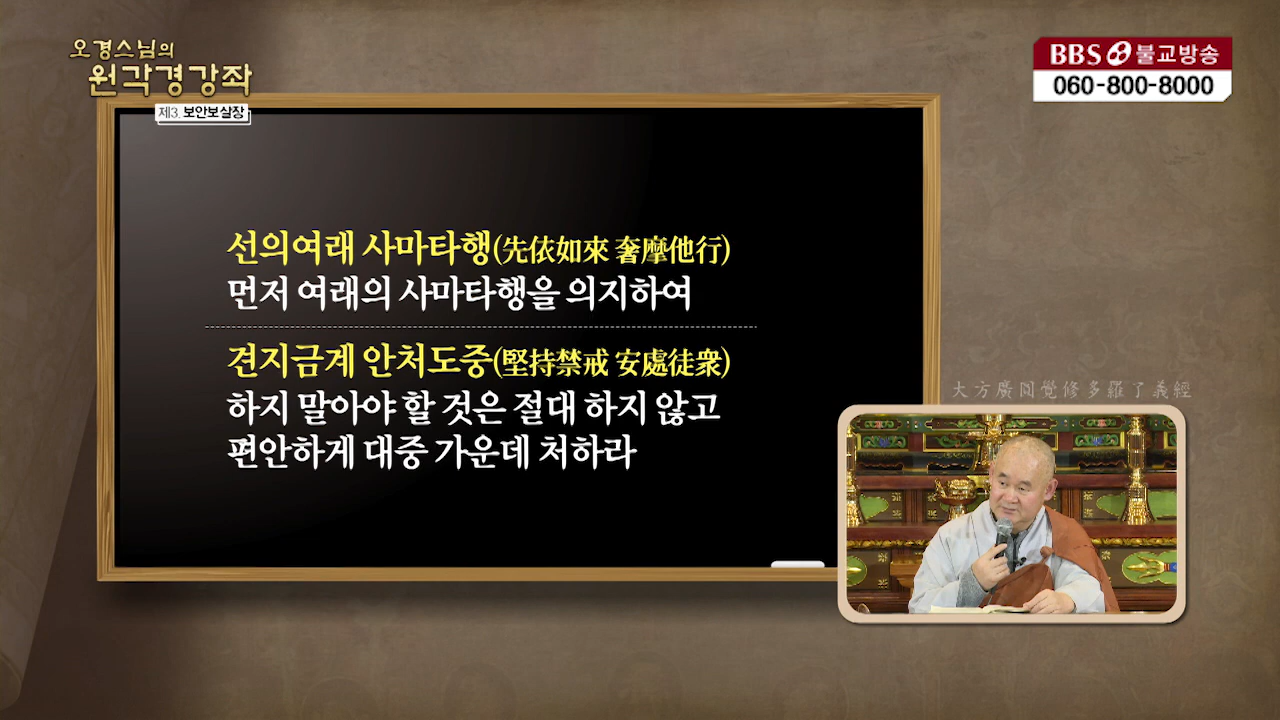 오경스님의
원각경강좌
제3. 보안보살장
BBS 불교방송
060-800-8000
선의여래 사마타행(先依如來 奢摩他行)
먼저 여래의 사마타행을 의지하여
견지금계 안처도중(堅持禁戒 安處徒衆)
하지 말아야 할 것은 절대 하지 않고
편안하게 대중 가운데 처하라
大方廣圓覺修多羅了義經